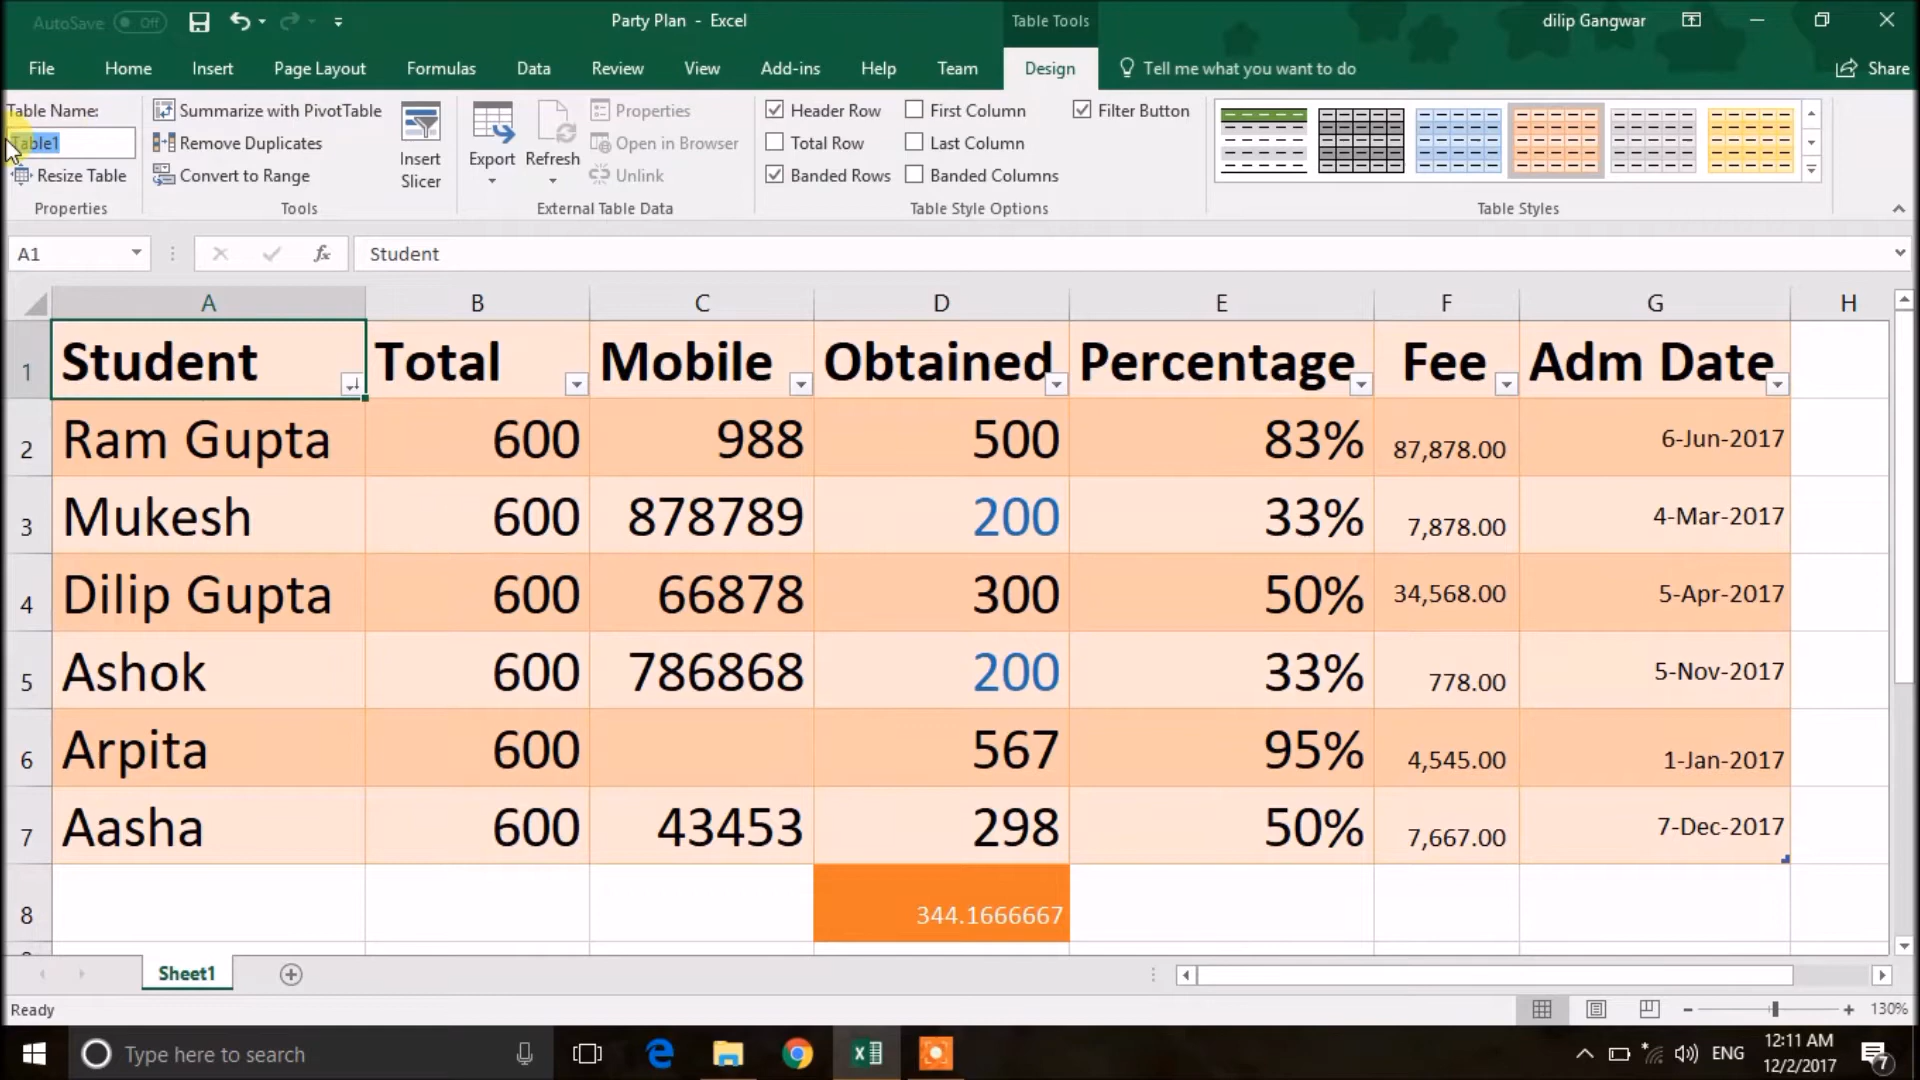 AutoSave Off Party Plan - Excel Table Tools dilip Gangwar
File Home Insert Page Layout Formulas Data Review View Add-ins Help Team Design Tell me what you want to do Share
Table Name:
Table1
Resize Table
Properties
Summarize with PivotTable
Remove Duplicates
Convert to Range
Tools
Insert
Slicer
Export
Refresh
Properties
Open in Browser
Unlink
External Table Data
Header Row
Total Row
Banded Rows
First Column
Last Column
Banded Columns
Filter Button
Table Style Options
Table Styles
A1 fx Student
A B C D E F G H
1 Student Total Mobile Obtained Percentage Fee Adm Date
2 Ram Gupta 600 988 500 83% 87,878.00 6-Jun-2017
3 Mukesh 600 878789 200 33% 7,878.00 4-Mar-2017
4 Dilip Gupta 600 66878 300 50% 34,568.00 5-Apr-2017
5 Ashok 600 786868 200 33% 778.00 5-Nov-2017
6 Arpita 600 567 95% 4,545.00 1-Jan-2017
7 Aasha 600 43453 298 50% 7,667.00 7-Dec-2017
8 344.1666667
Sheet1
Ready 130%
Type here to search ENG 12:11 AM
12/2/2017 7